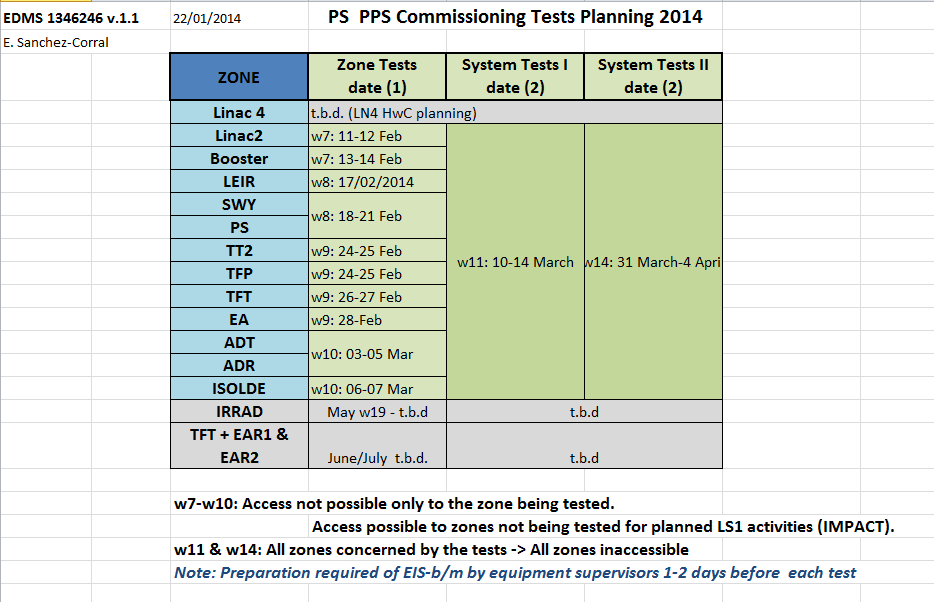 EDMS 1346246 v.1.1 22/01/2014 PS PPS Commissioning Tests Planning 2014
E. Sanchez-Corral
ZONE Zone Tests date (1) System Tests I date (2) System Tests II date (2)
Linac 4 t.b.d. (LN4 HwC planning)
Linac2 w7: 11-12 Feb
Booster w7: 13-14 Feb
LEIR w8: 17/02/2014
SWY
w8: 18-21 Feb
PS
TT2 w9: 24-25 Feb
TFP w9: 24-25 Feb
w11: 10-14 March w14: 31 March-4 Apri
TFT w9: 26-27 Feb
EA w9: 28-Feb
ADT
w10: 03-05 Mar
ADR
ISOLDE w10: 06-07 Mar
IRRAD May w19 - t.b.d t.b.d
TFT + EAR1 &
EAR2 June/July t.b.d. t.b.d
w7-w10: Access not possible only to the zone being tested.
Access possible to zones not being tested for planned LS1 activities (IMPACT).
w11 & w14: All zones concerned by the tests -> All zones inaccessible
Note: Preparation required of EIS-b/m by equipment supervisors 1-2 days before each test